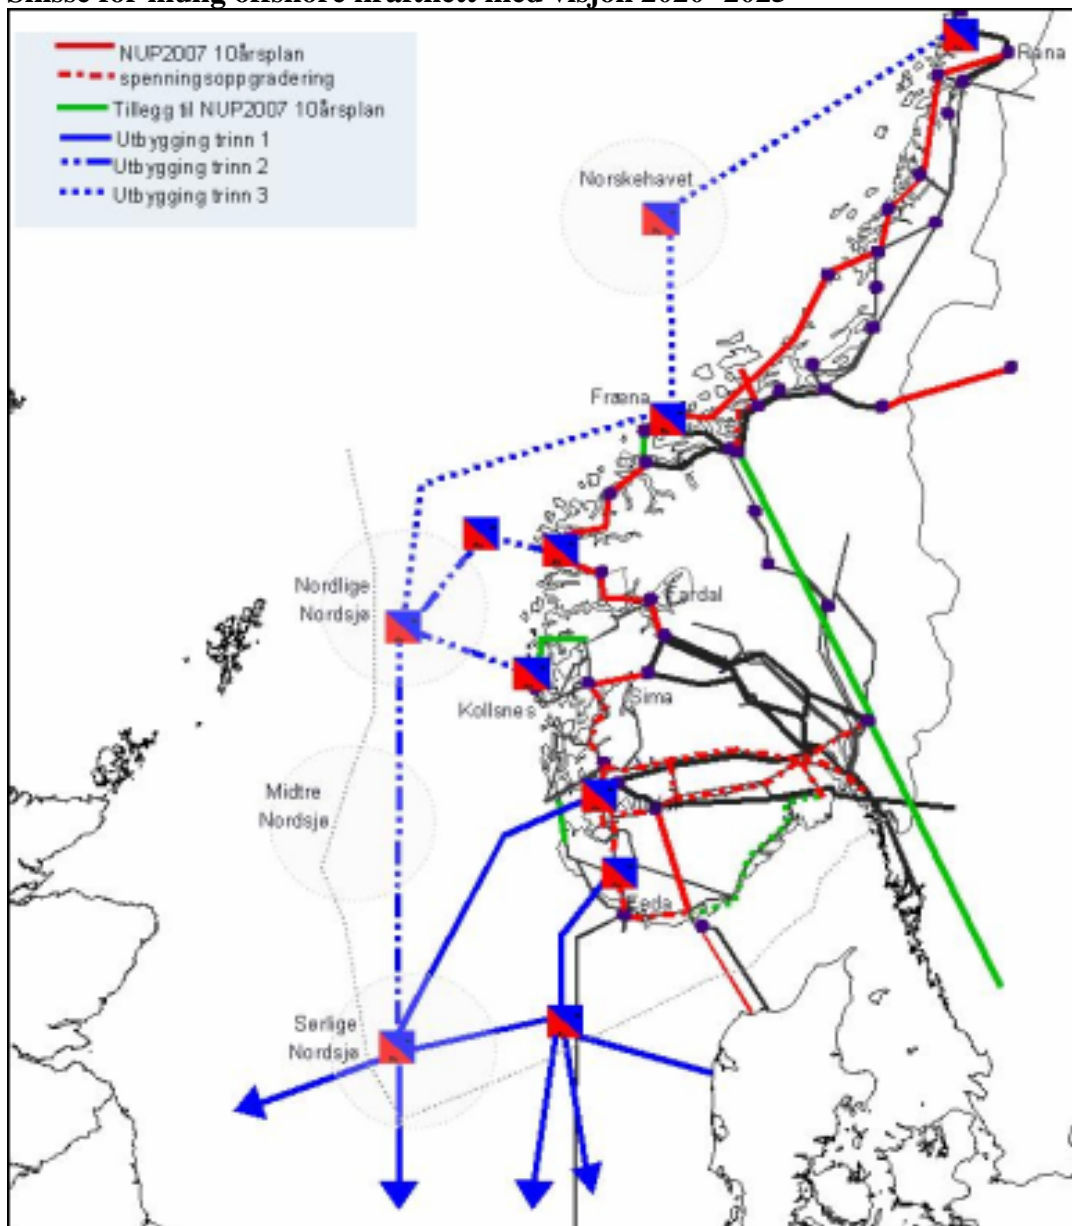 Skisse for mulig offshore kraftnett med visjon 2020-2025
NUP2007 10årsplan
spenningsoppgradering
Tillegg til NUP2007 10årsplan
Utbygging trinn 1
Utbygging trinn 2
Utbygging trinn 3
Rana
Norskehavet
Fræna
Nordlige
Nordsjø
Fardal
Sima
Kollsnes
Midtre
Nordsjø
Feda
Sørlige
Nordsjø